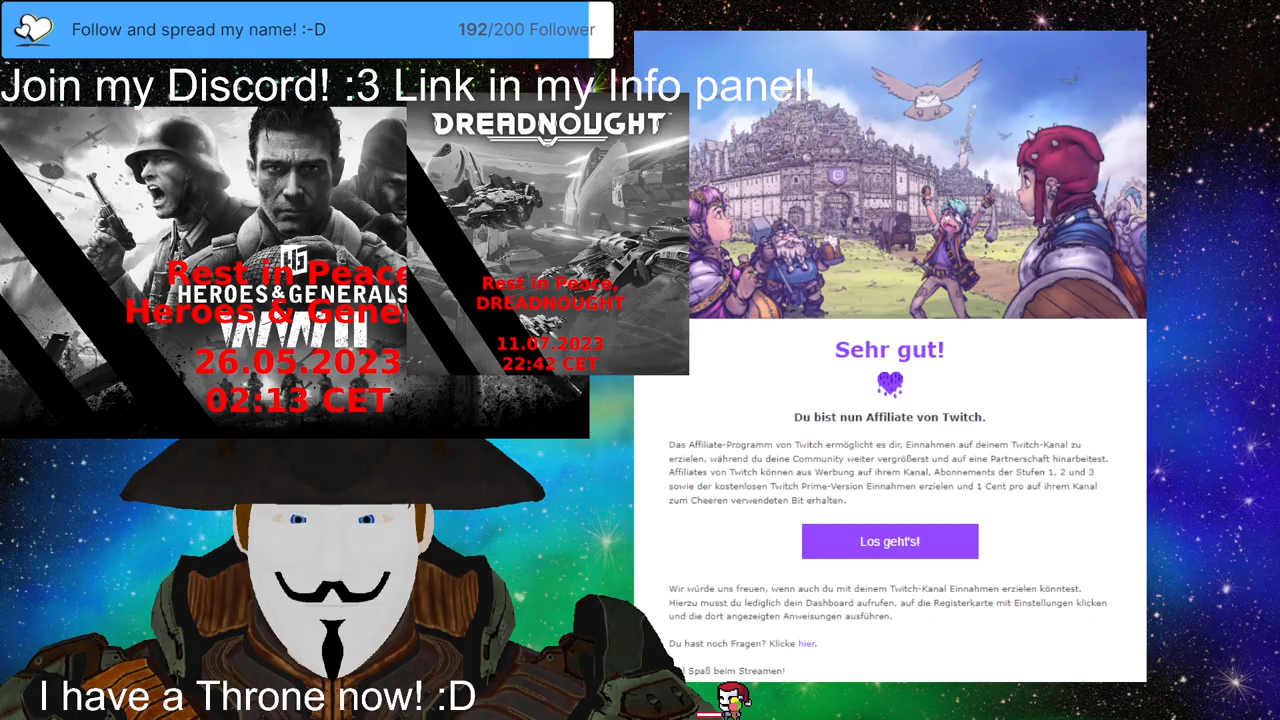 Follow and spread my name! :-D
192/200 Follower
Join my Discord! :3 Link in my Info panel!
HEROES & GENERALS
WWII
Rest in Peace
Heroes & Gene
26.05.2023
02:13 CET
DREADNOUGHT
Rest in Peace,
DREADNOUGHT
11.07.2023
22:42 CET
Sehr gut!
Du bist nun Affiliate von Twitch.
Das Affiliate-Programm von Twitch ermöglicht es dir, Einnahmen auf deinem Twitch-Kanal zu
erzielen, während du deine Community weiter vergrößerst und auf eine Partnerschaft hinarbeitest.
Affiliates von Twitch können aus Werbung auf ihrem Kanal, Abonnements der Stufen 1, 2 und 3
sowie der kostenlosen Twitch Prime-Version Einnahmen erzielen und 1 Cent pro auf ihrem Kanal
zum Cheeren verwendeten Bit erhalten.
Los geht's!
Wir würde uns freuen, wenn auch du mit deinem Twitch-Kanal Einnahmen erzielen könntest.
Hierzu musst du lediglich dein Dashboard aufrufen, auf die Registerkarte mit Einstellungen klicken
und die dort angezeigten Anweisungen ausführen.
Du hast noch Fragen? Klicke hier.
Spaß beim Streamen!
I have a Throne now! :D